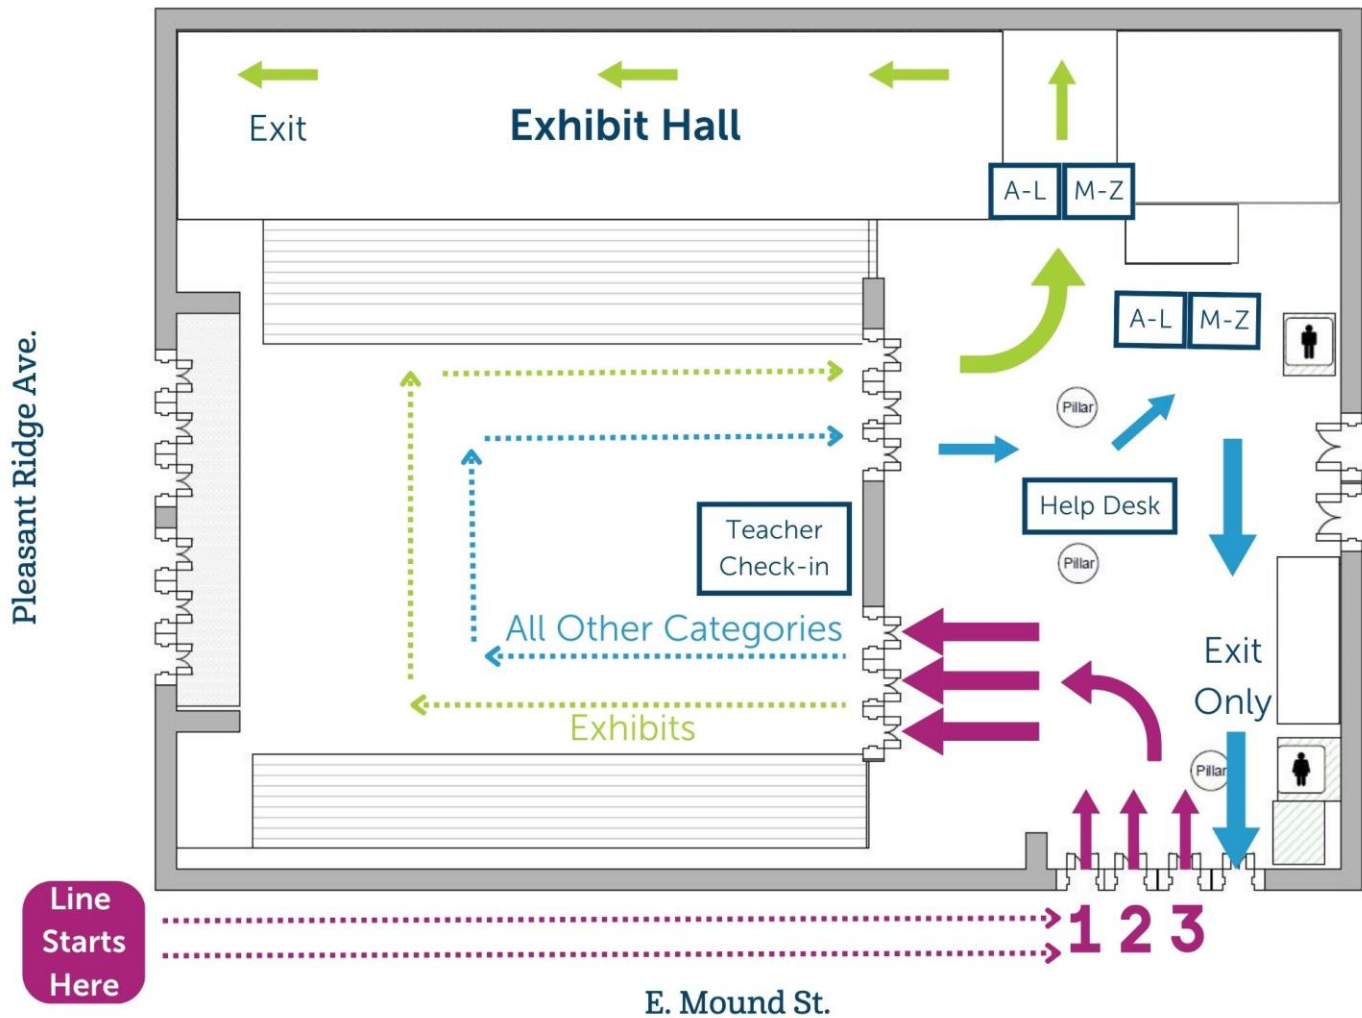 Exit
Exhibit Hall
A-L
M-Z
A-L
M-Z
Pillar
Help Desk
Pillar
Teacher
Check-in
All Other Categories
Exhibits
Exit
Only
Pillar
Pleasant Ridge Ave.
Line
Starts
Here
1 2 3
E. Mound St.